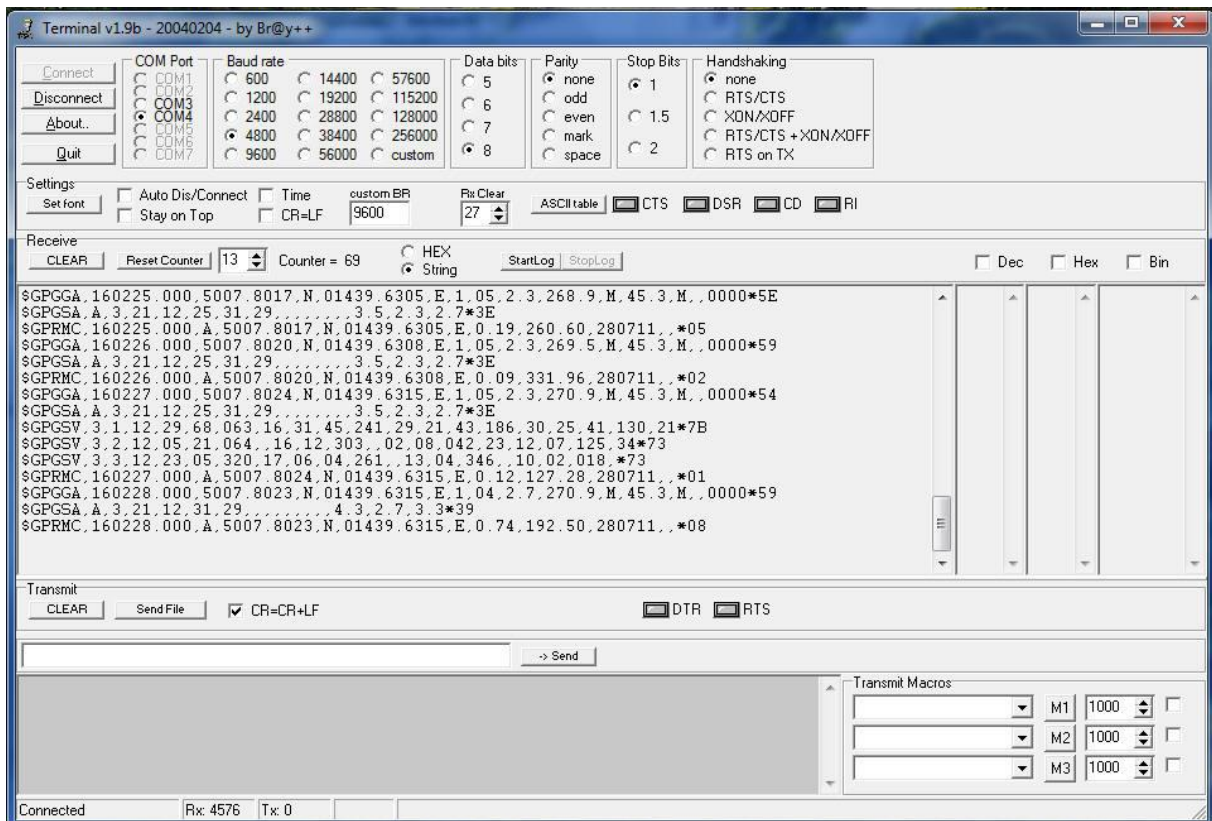 Terminal v1.9b - 20040204 - by Br@y++
Connect
Disconnect
About..
Quit
COM Port
COM1
COM2
COM3
COM4
COM5
COM6
COM7
Baud rate
600 14400 57600
1200 19200 115200
2400 28800 128000
4800 38400 256000
9600 56000 custom
Data bits
5
6
7
8
Parity
none
odd
even
mark
space
Stop Bits
1
1.5
2
Handshaking
none
RTS/CTS
XON/XOFF
RTS/CTS + XON/XOFF
RTS on TX
Settings
Set font
Auto Dis/Connect
Stay on Top
Time
CR=LF
custom BR
9600
Rx Clear
27
ASCII table CTS DSR CD RI
Receive
CLEAR Reset Counter 13 Counter = 69
HEX
String
StartLog StopLog
Dec Hex Bin
$GPGGA,160225.000,5007.8017,N,01439.6305,E,1,05,2.3,268.9,M,45.3,M,,0000*5E
$GPGSA,A,3,21,12,25,31,29,,,,,,,,3.5,2.3,2.7*3E
$GPRMC,160225.000,A,5007.8017,N,01439.6305,E,0.19,260.60,280711,,*05
$GPGGA,160226.000,5007.8020,N,01439.6308,E,1,05,2.3,269.5,M,45.3,M,,0000*59
$GPGSA,A,3,21,12,25,31,29,,,,,,,,3.5,2.3,2.7*3E
$GPRMC,160226.000,A,5007.8020,N,01439.6308,E,0.09,331.96,280711,,*02
$GPGGA,160227.000,5007.8024,N,01439.6315,E,1,05,2.3,270.9,M,45.3,M,,0000*54
$GPGSA,A,3,21,12,25,31,29,,,,,,,,3.5,2.3,2.7*3E
$GPGSV,3,1,12,29,68,063,16,31,45,241,29,21,43,186,30,25,41,130,21*7B
$GPGSV,3,2,12,05,21,064,,16,12,303,,02,08,042,23,12,07,125,34*73
$GPGSV,3,3,12,23,05,320,17,06,04,261,,13,04,346,,10,02,018,*73
$GPRMC,160227.000,A,5007.8024,N,01439.6315,E,0.12,127.28,280711,,*01
$GPGGA,160228.000,5007.8023,N,01439.6315,E,1,04,2.7,270.9,M,45.3,M,,0000*59
$GPGSA,A,3,21,12,31,29,,,,,,,,,4.3,2.7,3.3*39
$GPRMC,160228.000,A,5007.8023,N,01439.6315,E,0.74,192.50,280711,,*08
Transmit
CLEAR Send File CR=CR+LF DTR RTS
-> Send
Transmit Macros
M1 1000
M2 1000
M3 1000
Connected Rx: 4576 Tx: 0